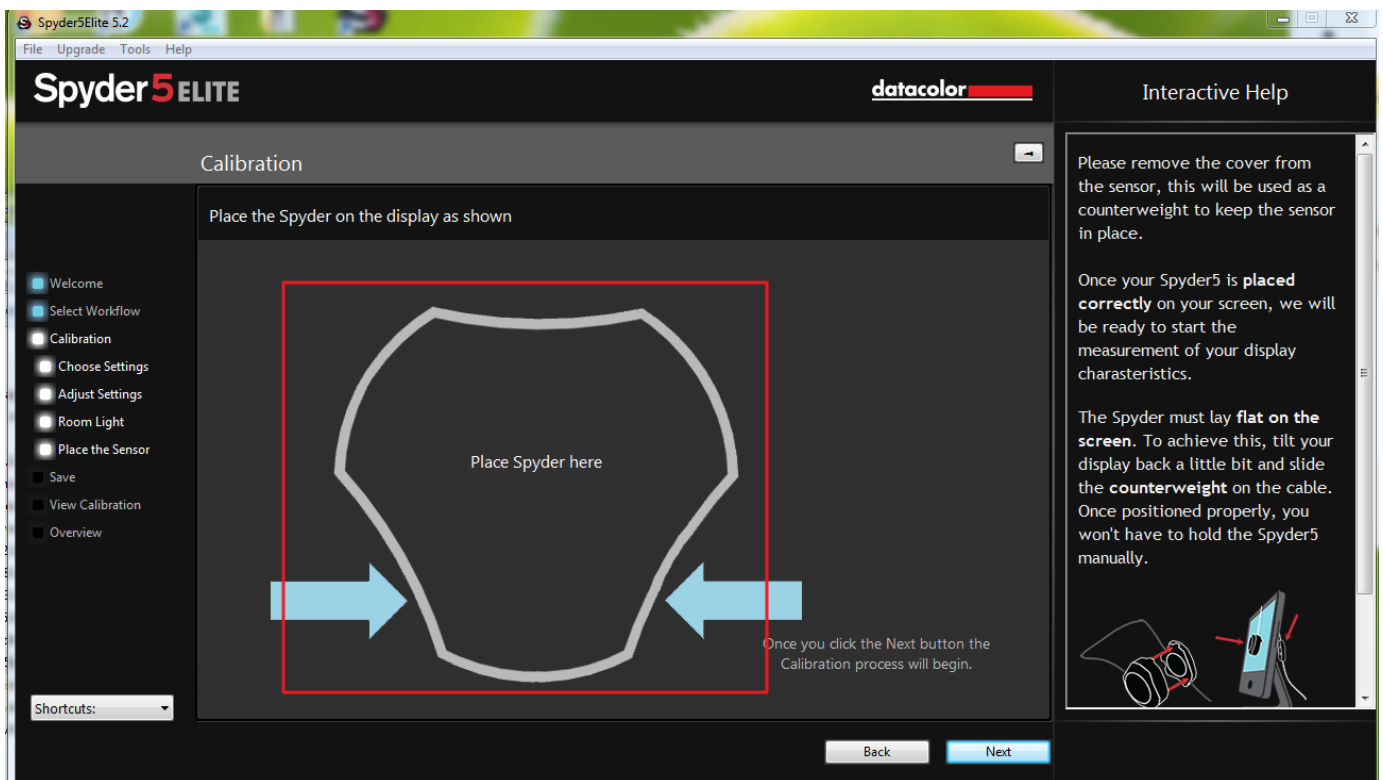 Spyder5Elite 5.2
File Upgrade Tools Help
Spyder5ELITE
datacolor
Interactive Help
Calibration
Place the Spyder on the display as shown
Welcome
Select Workflow
Calibration
Choose Settings
Adjust Settings
Room Light
Place the Sensor
Save
View Calibration
Overview
Shortcuts:
Place Spyder here
Once you click the Next button the
Calibration process will begin.
Back
Next
Please remove the cover from
the sensor, this will be used as a
counterweight to keep the sensor
in place.
Once your Spyder5 is placed
correctly on your screen, we will
be ready to start the
measurement of your display
charasteristics.
The Spyder must lay flat on the
screen. To achieve this, tilt your
display back a little bit and slide
the counterweight on the cable.
Once positioned properly, you
won't have to hold the Spyder5
manually.